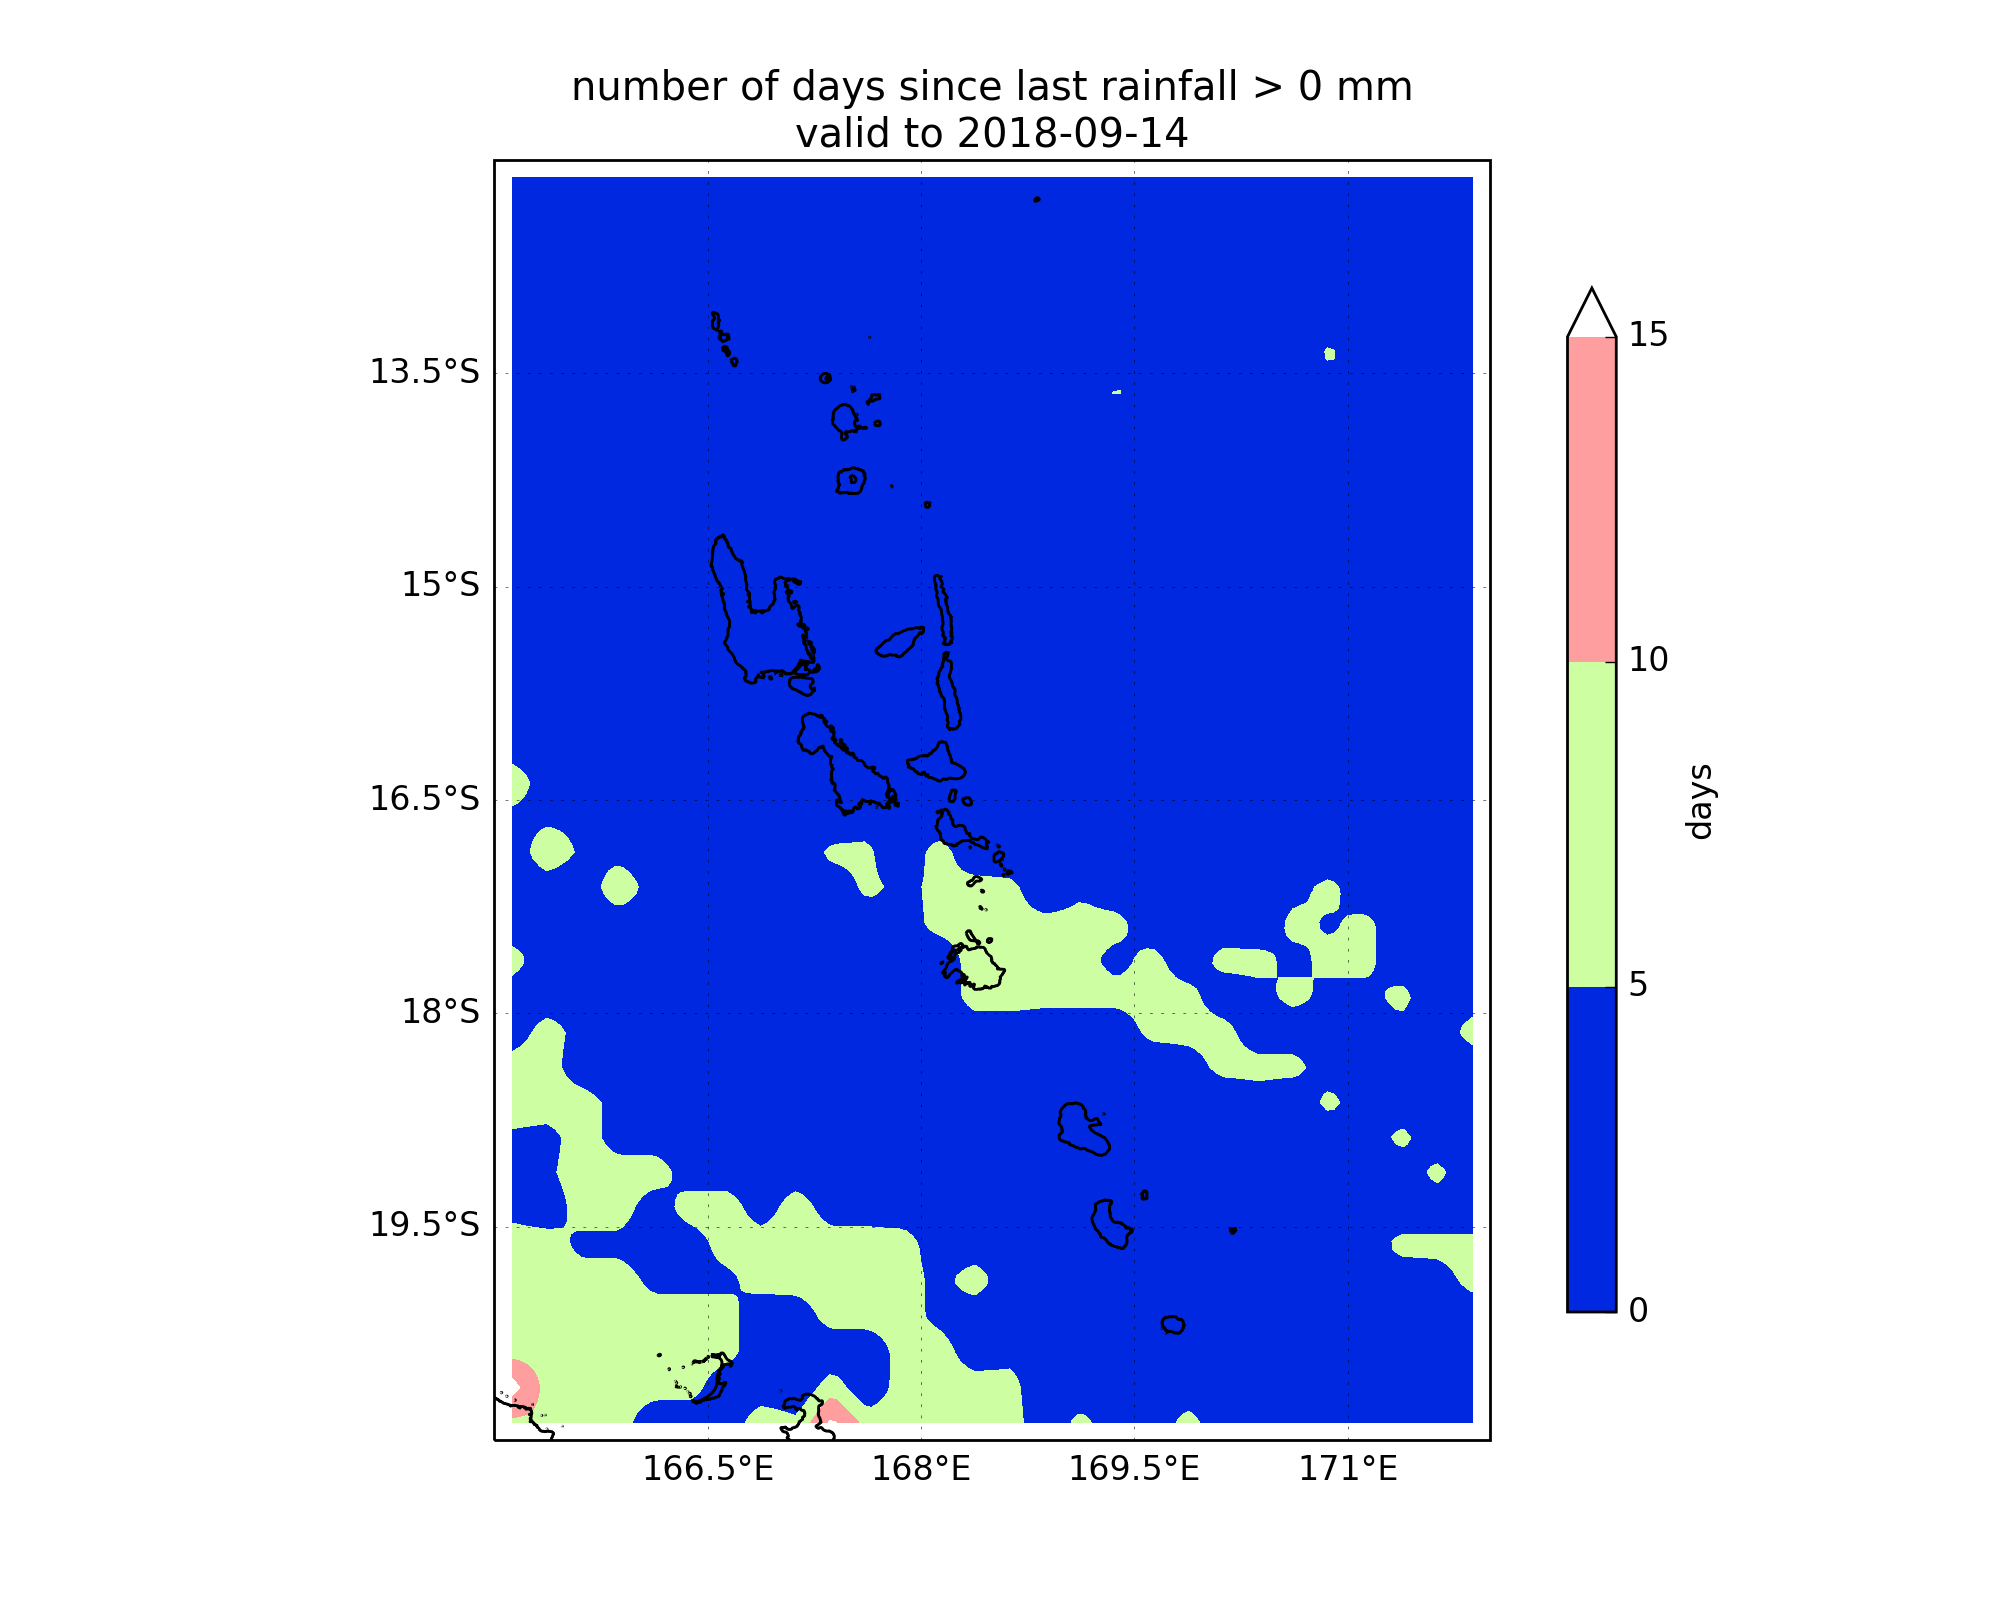 number of days since last rainfall > 0 mm
valid to 2018-09-14
13.5°S
15°S
16.5°S
18°S
19.5°S
166.5°E
168°E
169.5°E
171°E
15
10
5
0
days